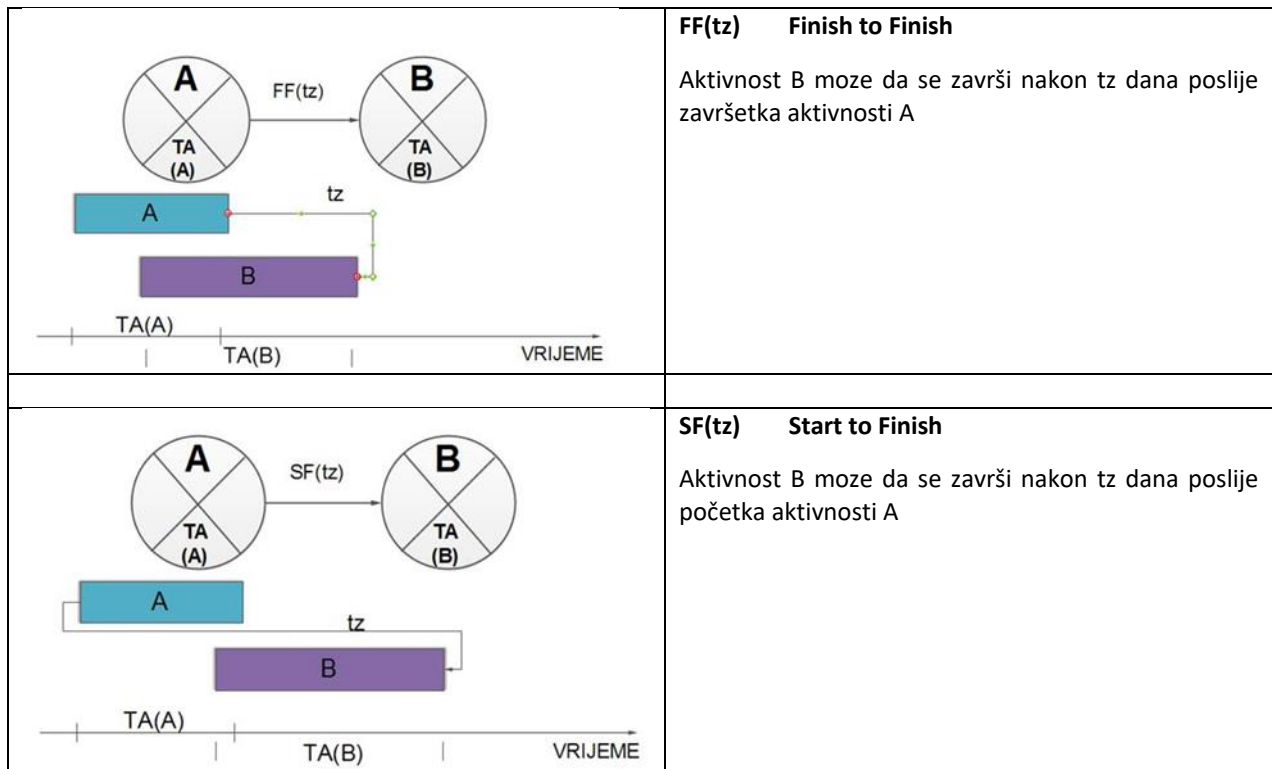 A
B
FF(tz)
TA
(A)
TA
(B)
tz
A
B
TA(A)
TA(B)
VRIJEME
FF(tz) Finish to Finish
Aktivnost B moze da se završi nakon tz dana poslije
završetka aktivnosti A
A
B
SF(tz)
TA
(A)
TA
(B)
A
tz
B
TA(A)
TA(B)
VRIJEME
SF(tz) Start to Finish
Aktivnost B moze da se završi nakon tz dana poslije
početka aktivnosti A